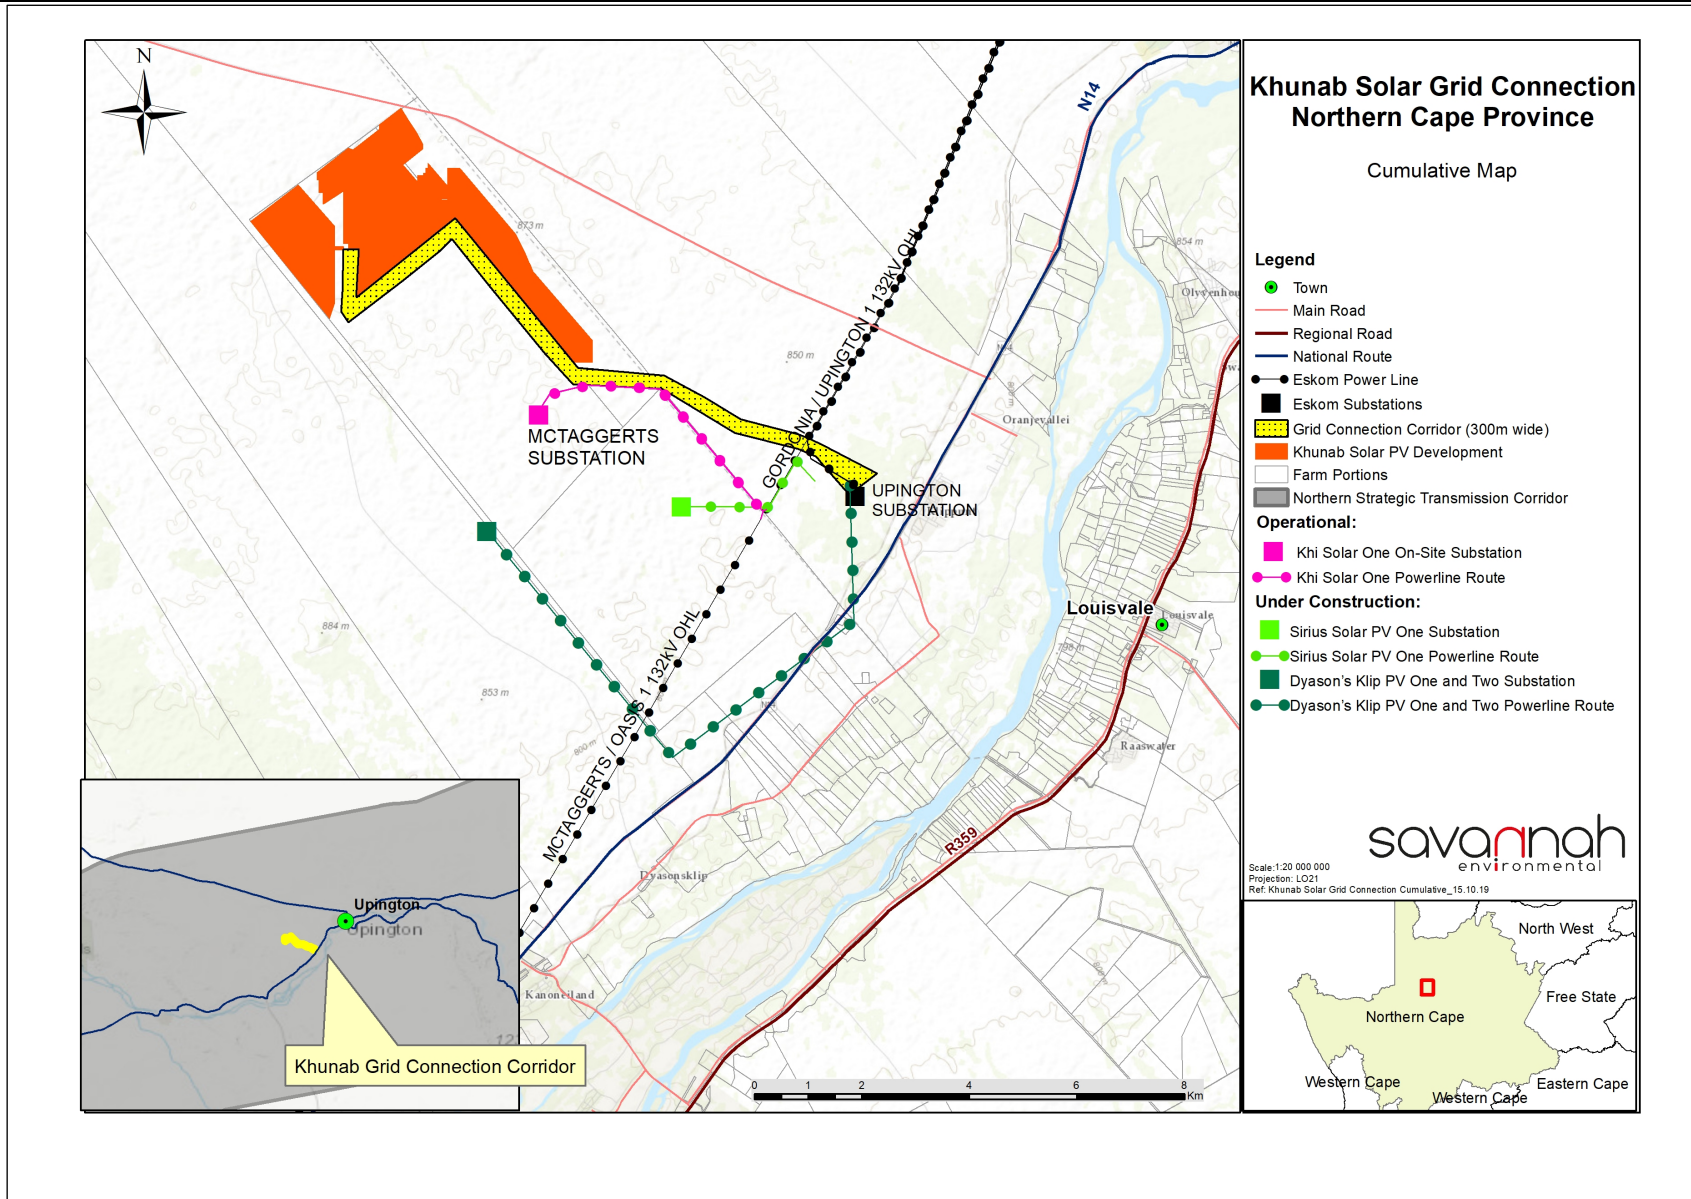 Khunab Solar Grid Connection
Northern Cape Province
Cumulative Map
Legend
Town
Main Road
Regional Road
National Route
Eskom Power Line
Eskom Substations
Grid Connection Corridor (300m wide)
Khunab Solar PV Development
Farm Portions
Northern Strategic Transmission Corridor
Operational:
Khi Solar One On-Site Substation
Khi Solar One Powerline Route
Under Construction:
Sirius Solar PV One Substation
Sirius Solar PV One Powerline Route
Dyason's Klip PV One and Two Substation
Dyason's Klip PV One and Two Powerline Route
savannah
environmental
Scale:1:20 000 000
Projection: LO21
Ref: Khunab Solar Grid Connection Cumulative_15.10.19
North West
Free State
Northern Cape
Western Cape
Eastern Cape
Western Cape
N
N14
873 m
854 m
GORDONIA / UPINGTON 1 132kV OHL
850 m
N14
Oranjevallei
MCTAGGERTS
SUBSTATION
UPINGTON
SUBSTATION
Louisvale
Louisvale
884 m
798 m
853 m
N14
800 m
MCTAGGERTS / OASIS 1 132kV OHL
Raaswater
R359
Dyasonsklip
Kanoneiland
Upington
Upington
Khunab Grid Connection Corridor
0 1 2 4 6 8
Km